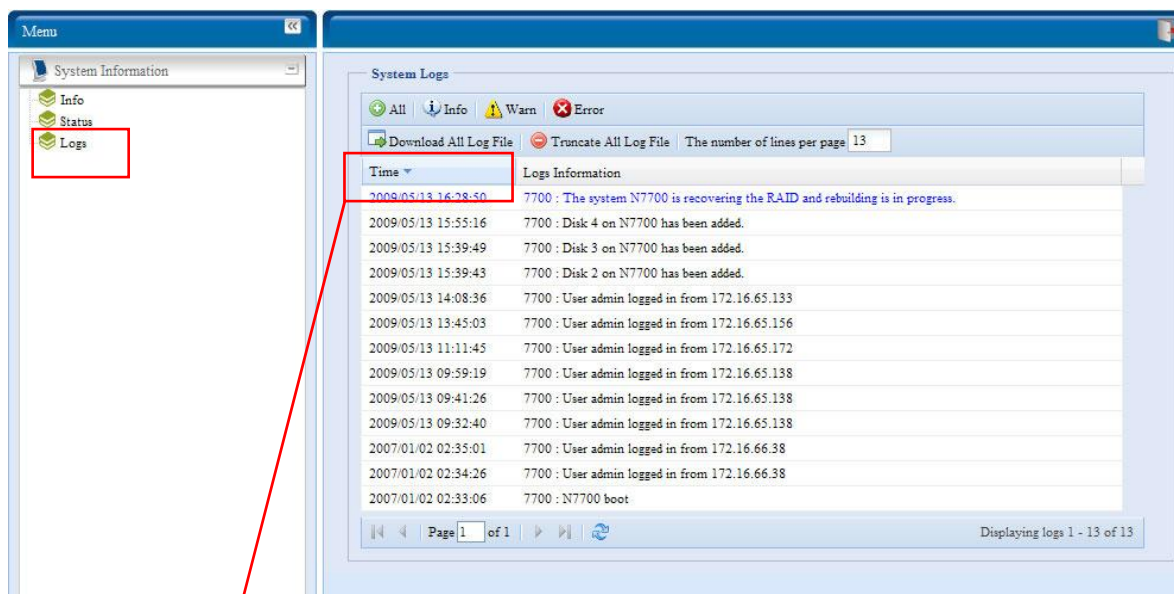 Menu
System Information
Info
Status
Logs
System Logs
All Info Warn Error
Download All Log File Truncate All Log File The number of lines per page 13
Time Logs Information
2009/05/13 16:28:50 7700 : The system N7700 is recovering the RAID and rebuilding is in progress.
2009/05/13 15:55:16 7700 : Disk 4 on N7700 has been added.
2009/05/13 15:39:49 7700 : Disk 3 on N7700 has been added.
2009/05/13 15:39:43 7700 : Disk 2 on N7700 has been added.
2009/05/13 14:08:36 7700 : User admin logged in from 172.16.65.133
2009/05/13 13:45:03 7700 : User admin logged in from 172.16.65.156
2009/05/13 11:11:45 7700 : User admin logged in from 172.16.65.172
2009/05/13 09:59:19 7700 : User admin logged in from 172.16.65.138
2009/05/13 09:41:26 7700 : User admin logged in from 172.16.65.138
2009/05/13 09:32:40 7700 : User admin logged in from 172.16.65.138
2007/01/02 02:35:01 7700 : User admin logged in from 172.16.66.38
2007/01/02 02:34:26 7700 : User admin logged in from 172.16.66.38
2007/01/02 02:33:06 7700 : N7700 boot
Page 1 of 1 Displaying logs 1 - 13 of 13